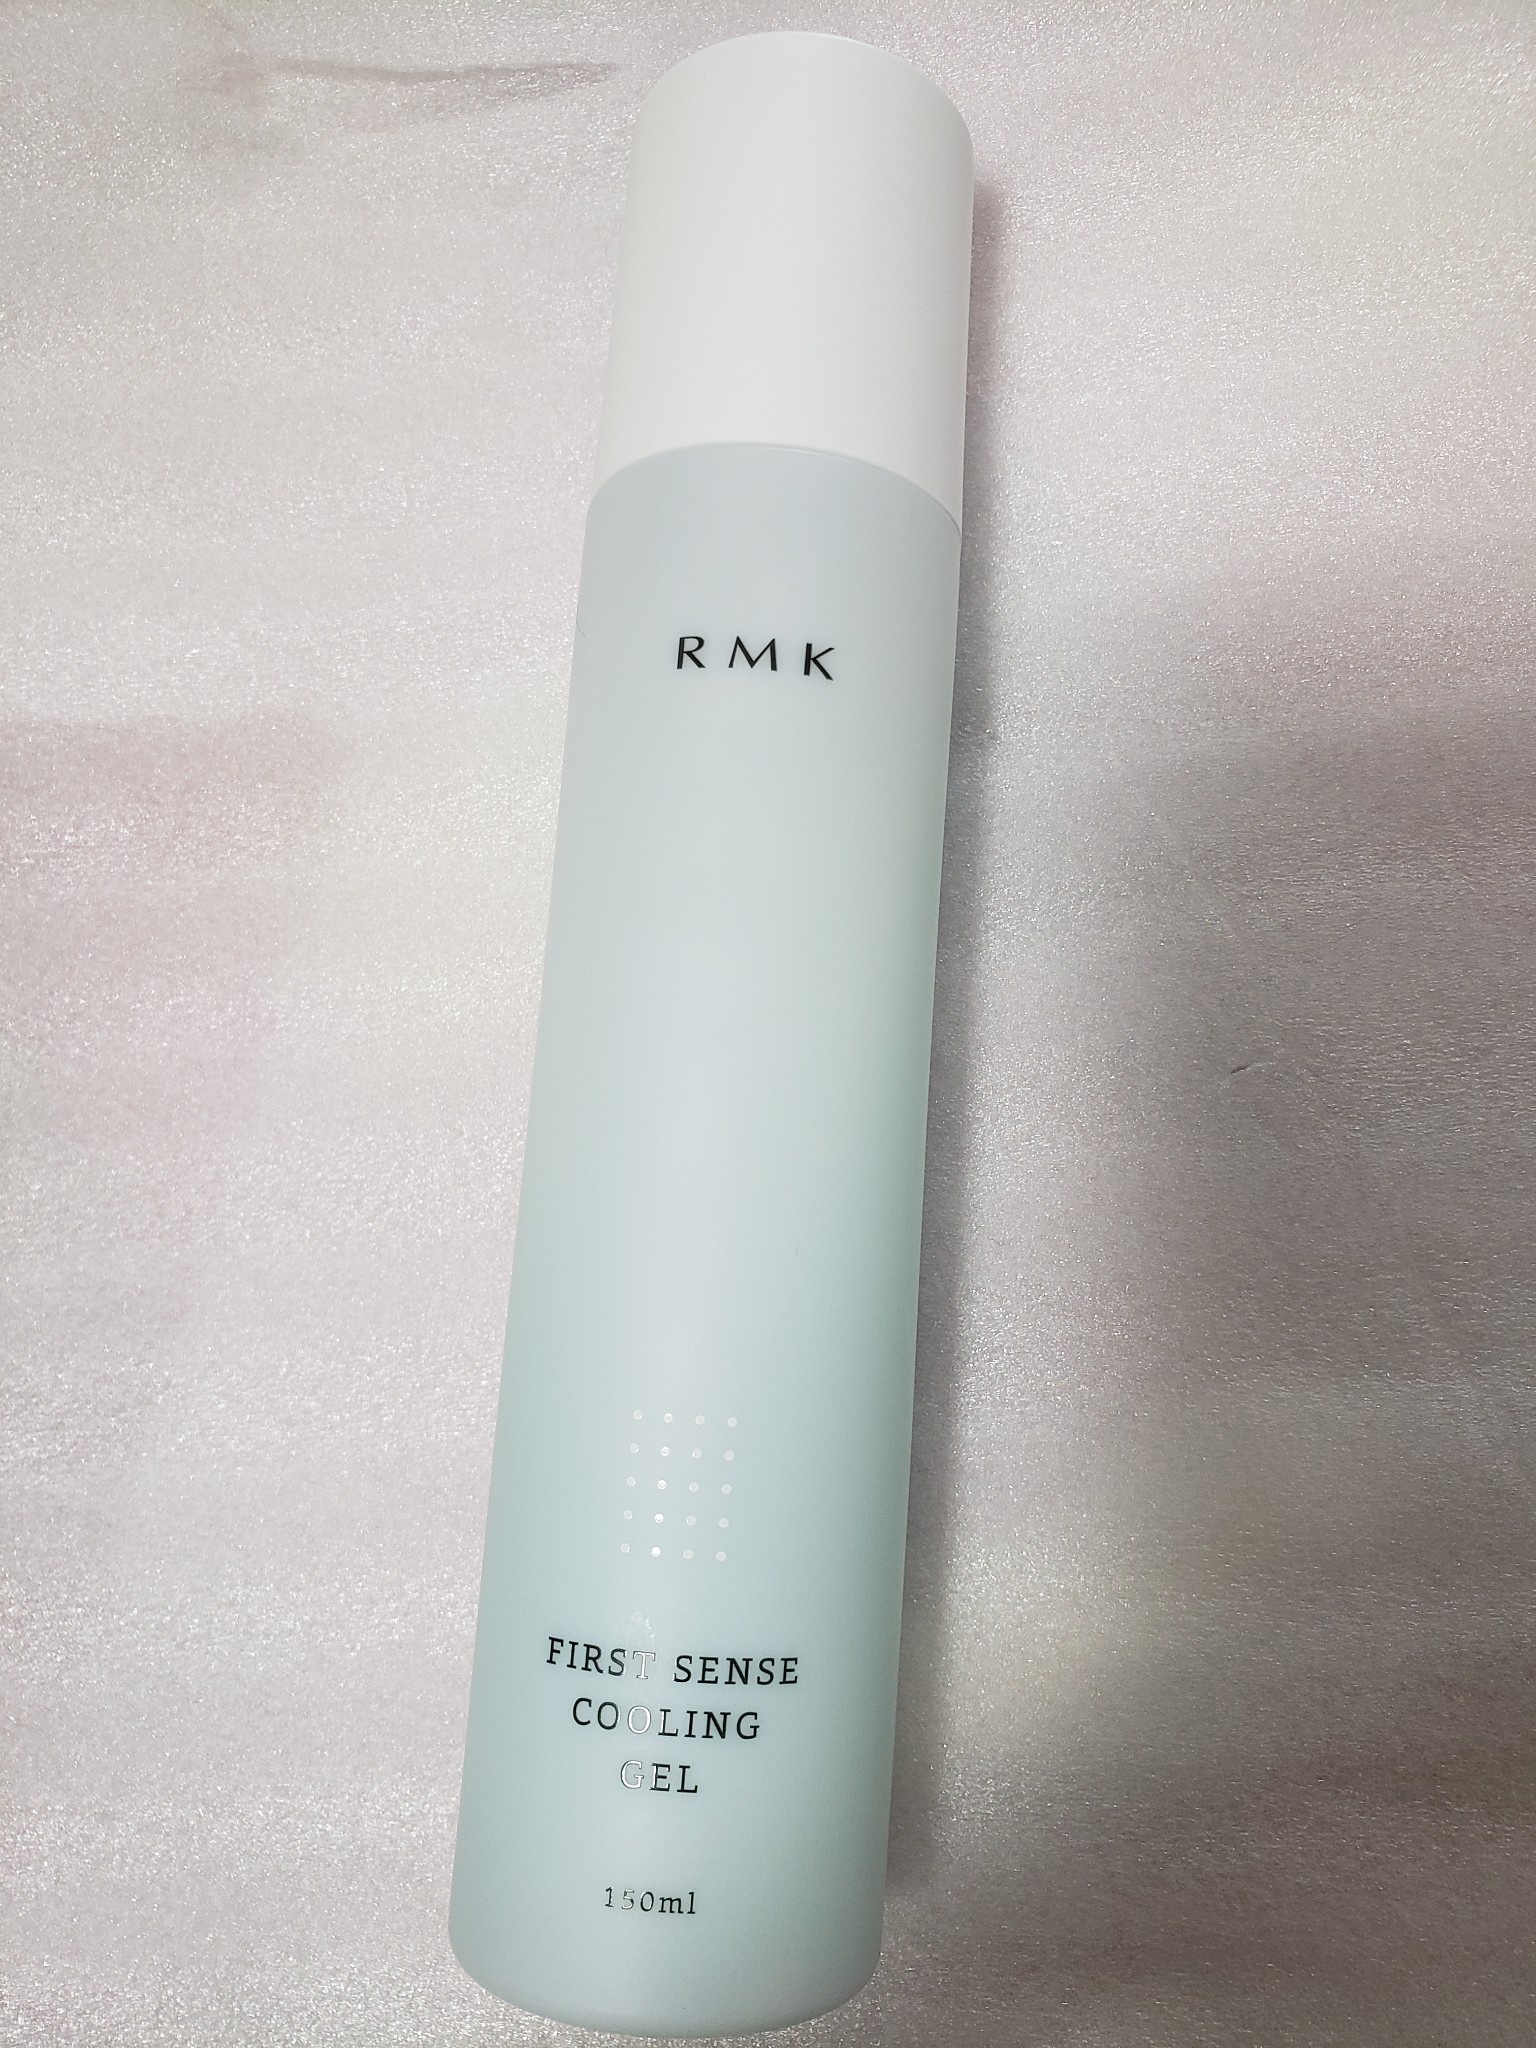 RMK
FIRST SENSE
COOLING
GEL
150ml